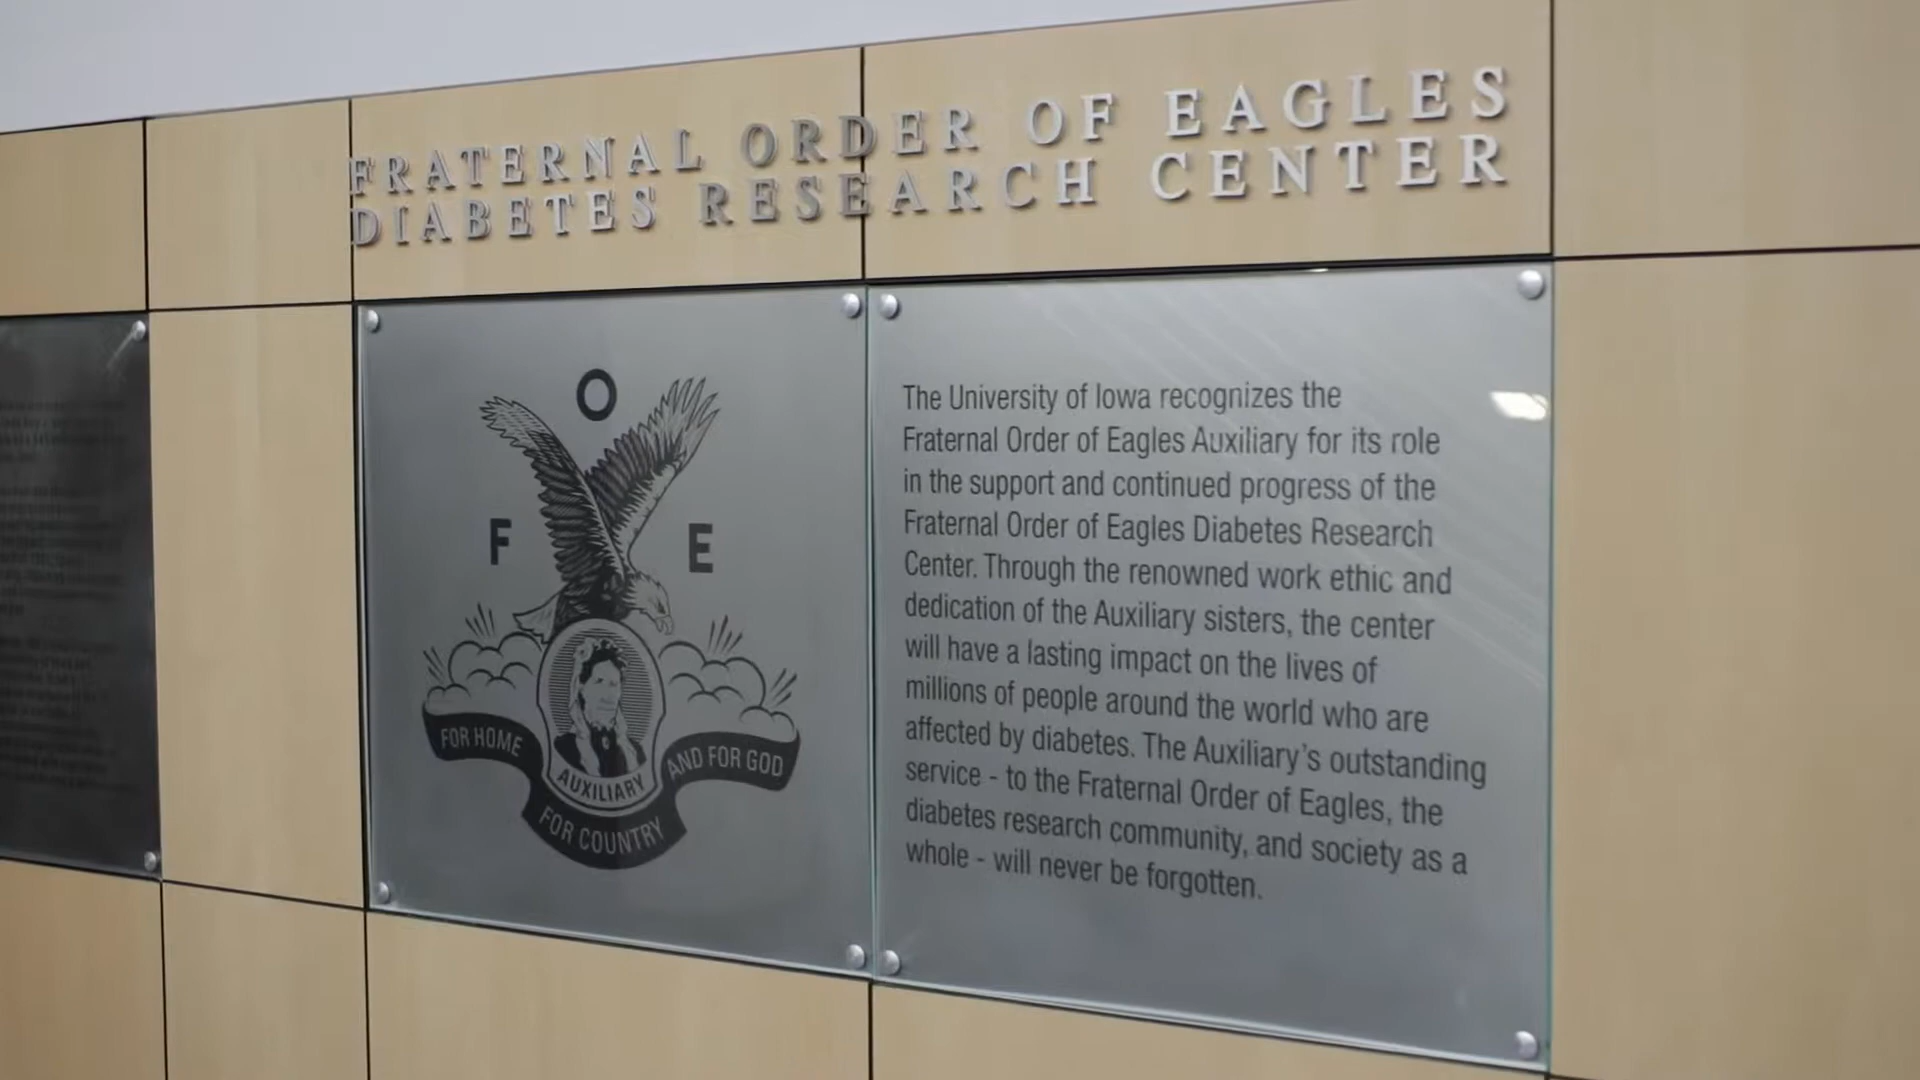 FRATERNAL ORDER OF EAGLES
DIABETES RESEARCH CENTER
O
F E
FOR HOME
AUXILIARY
AND FOR GOD
FOR COUNTRY
The University of Iowa recognizes the
Fraternal Order of Eagles Auxiliary for its role
in the support and continued progress of the
Fraternal Order of Eagles Diabetes Research
Center. Through the renowned work ethic and
dedication of the Auxiliary sisters, the center
will have a lasting impact on the lives of
millions of people around the world who are
affected by diabetes. The Auxiliary's outstanding
service - to the Fraternal Order of Eagles, the
diabetes research community, and society as a
whole - will never be forgotten.